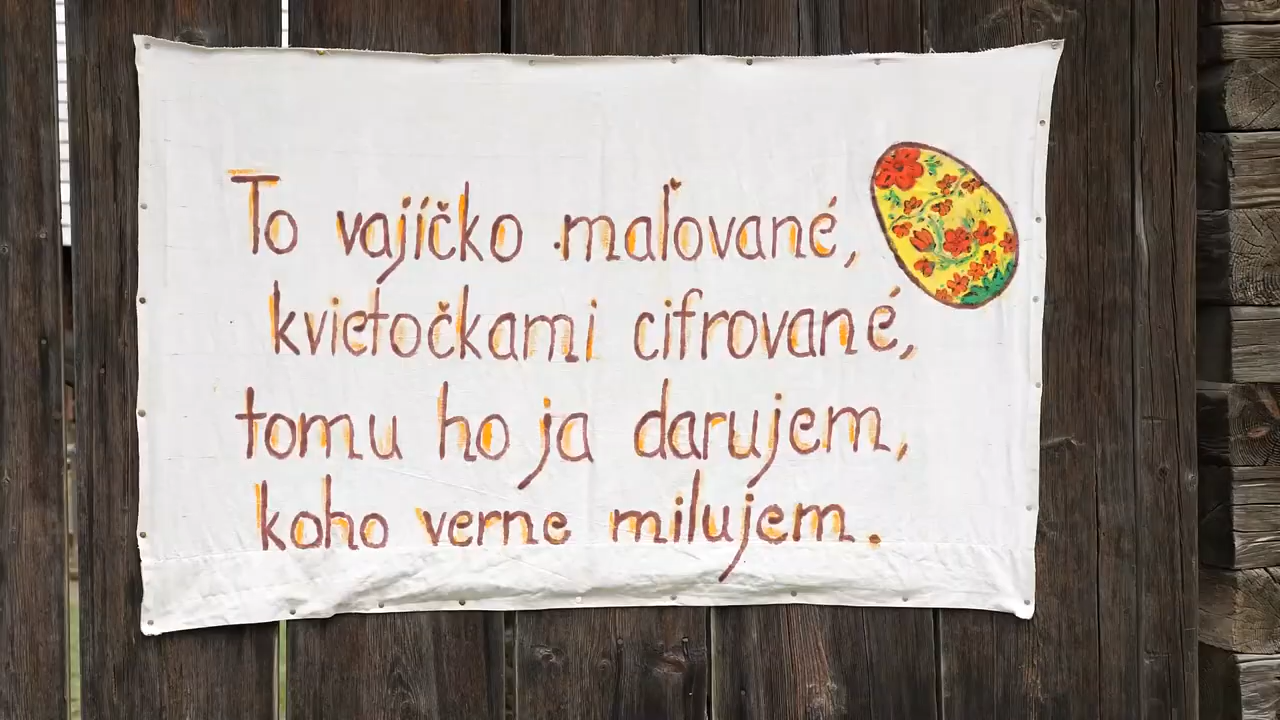 To vajíčko maľované,
kvietočkami cifrované,
tomu ho ja darujem,
koho verne milujem.